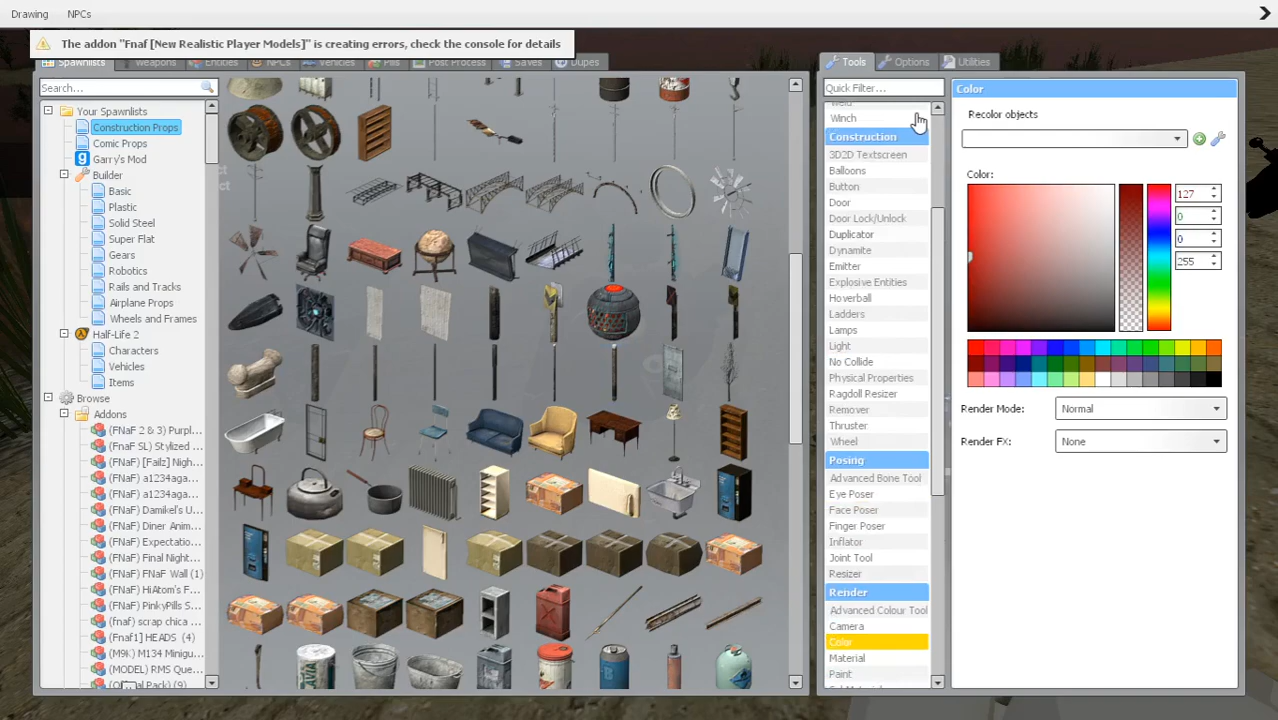 Drawing NPCs
The addon "Fnaf [New Realistic Player Models]" is creating errors, check the console for details
Spawnlists Weapons Entities NPCs Vehicles Pills Post Process Saves Dupes
Tools Options Utilities
Search...
Your Spawnlists
Construction Props
Comic Props
Garry's Mod
Builder
Basic
Plastic
Solid Steel
Super Flat
Gears
Robotics
Rails and Tracks
Airplane Props
Wheels and Frames
Half-Life 2
Characters
Vehicles
Items
Browse
Addons
(FNaF 2 & 3) Purpl...
(FNaF SL) Stylized ...
(FNaF) [Failz] Nigh...
(FNaF) a1234aga...
(FNaF) a1234aga...
(FNaF) Damikel's U...
(FNaF) Diner Anim...
(FNaF) Expectatio...
(FNaF) Final Night...
(FNaF) FNaF Wall (1)
(FNaF) HiAtom's F...
(FNaF) PinkyPills S...
(fnaf) scrap chica ...
(Fnaf1] HEADS (4)
(M9K) M134 Minigu...
(MODEL) RMS Que...
Quick Filter...
Weld
Winch
Construction
3D2D Textscreen
Balloons
Button
Door
Door Lock/Unlock
Duplicator
Dynamite
Emitter
Explosive Entities
Hoverball
Ladders
Lamps
Light
No Collide
Physical Properties
Ragdoll Resizer
Remover
Thruster
Wheel
Posing
Advanced Bone Tool
Eye Poser
Face Poser
Finger Poser
Inflator
Joint Tool
Resizer
Render
Advanced Colour Tool
Camera
Color
Material
Paint
Color
Recolor objects
Color:
127
0
0
255
Render Mode: Normal
Render FX: None